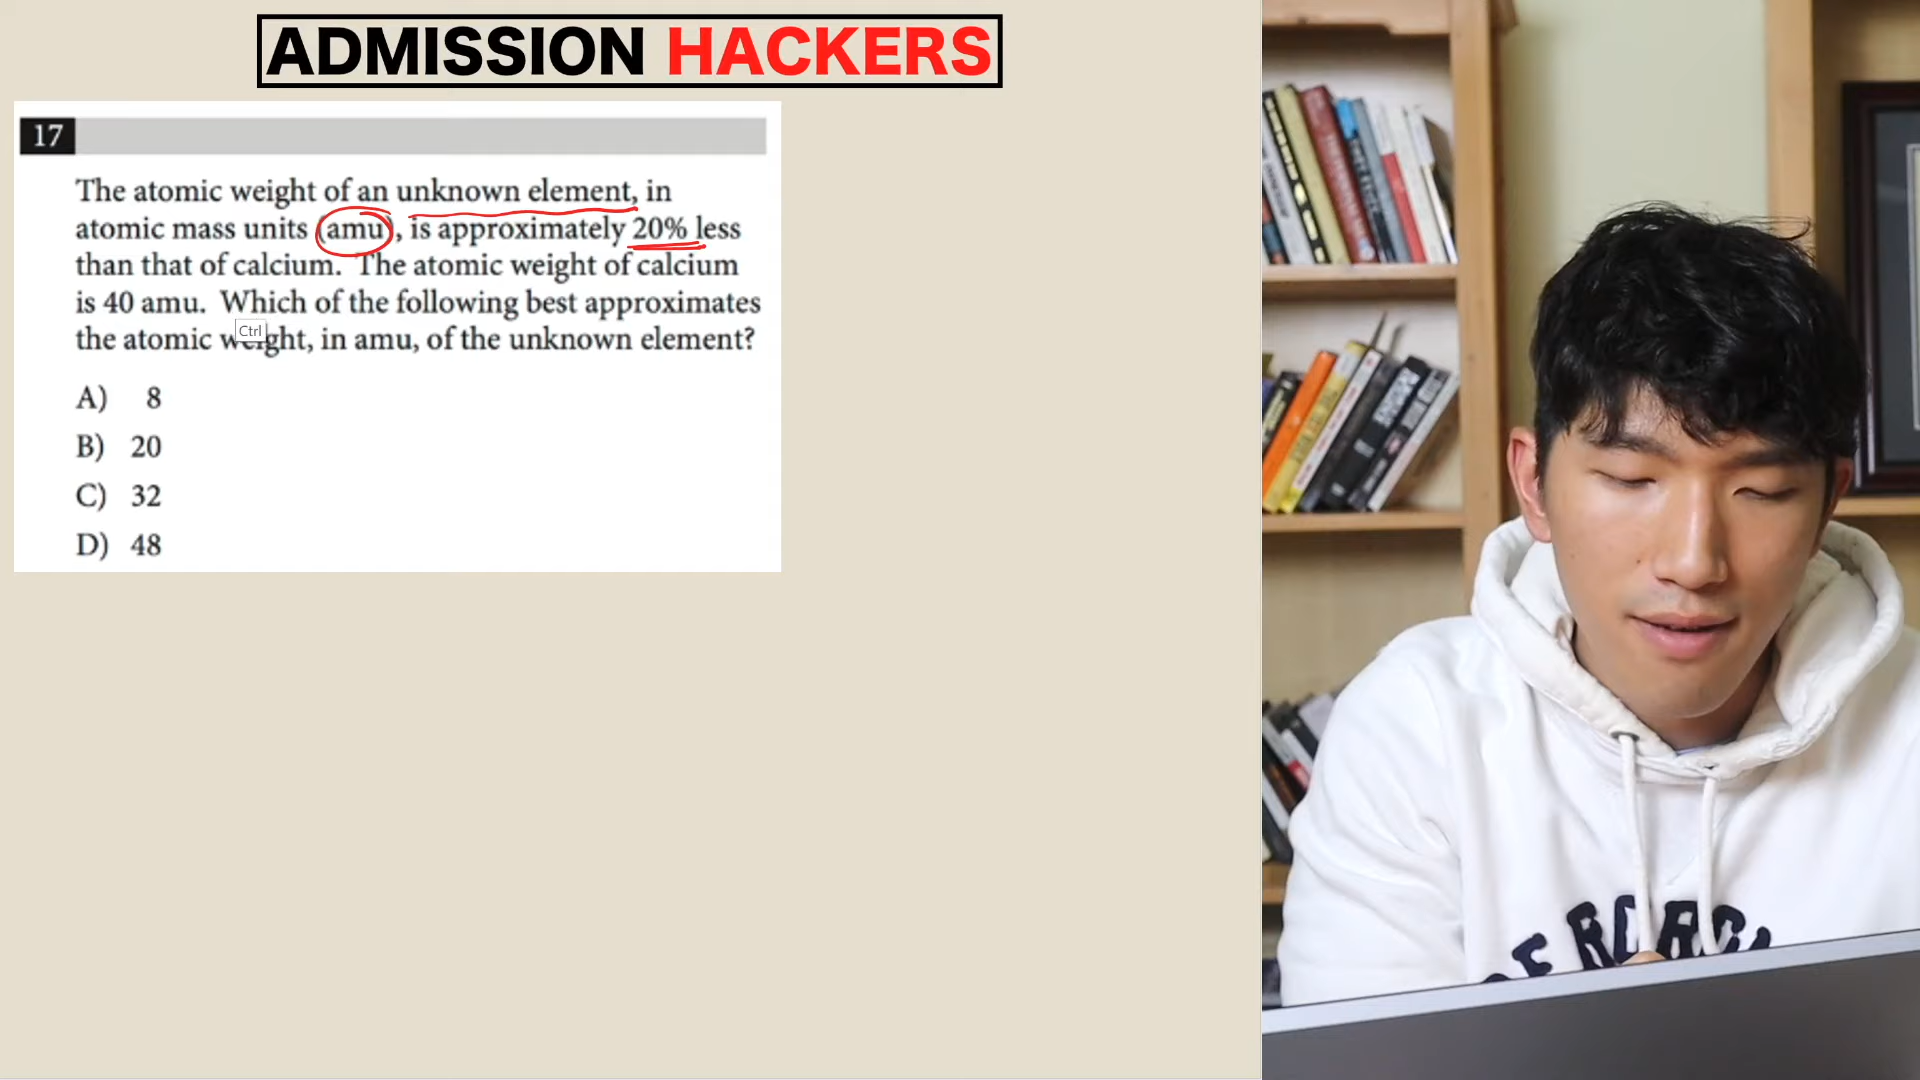 ADMISSION HACKERS
17
The atomic weight of an unknown element, in
atomic mass units (amu), is approximately 20% less
than that of calcium. The atomic weight of calcium
is 40 amu. Which of the following best approximates
the atomic weight, in amu, of the unknown element?
Ctrl
A) 8
B) 20
C) 32
D) 48